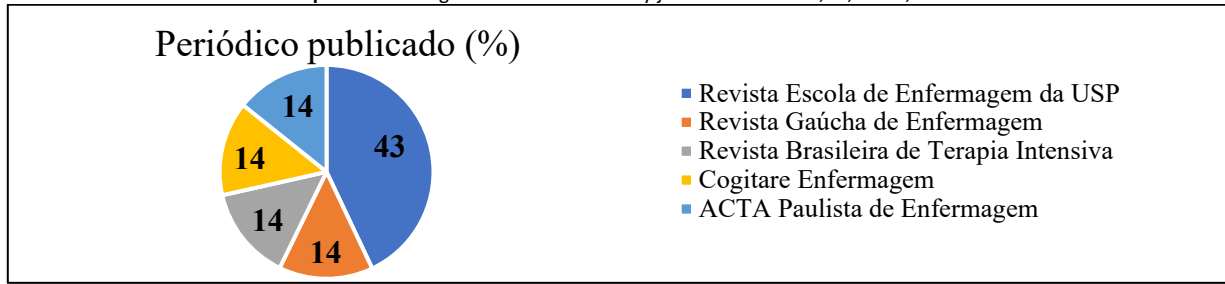 Periódico publicado (%)
14
43
14
14
14
Revista Escola de Enfermagem da USP
Revista Gaúcha de Enfermagem
Revista Brasileira de Terapia Intensiva
Cogitare Enfermagem
ACTA Paulista de Enfermagem